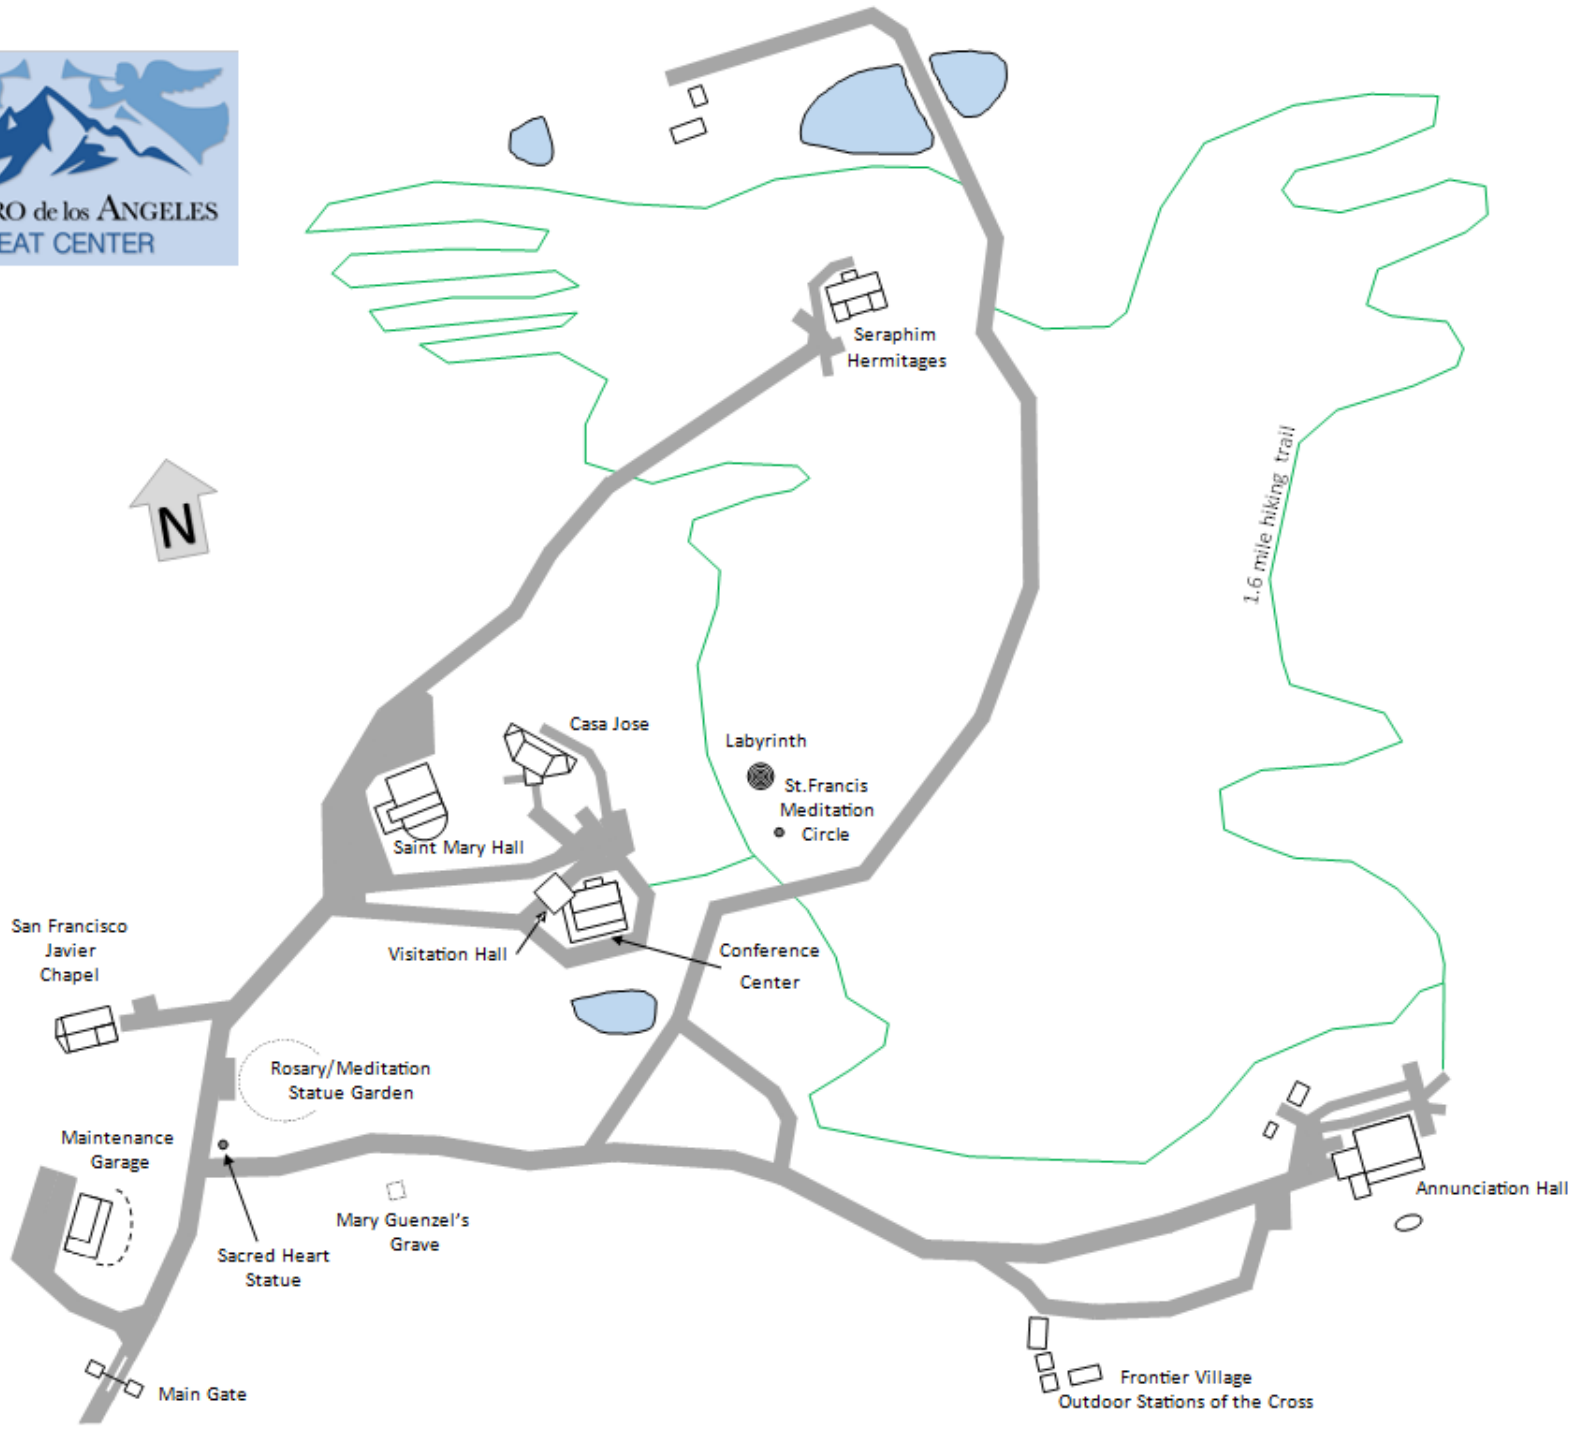 RO de los ANGELES
EAT CENTER
Seraphim
Hermitages
N
1.6 mile hiking trail
Casa Jose
Labyrinth
St.Francis
Meditation
Circle
Saint Mary Hall
San Francisco
Javier
Chapel
Visitation Hall
Conference
Center
Rosary/Meditation
Statue Garden
Maintenance
Garage
Annunciation Hall
Mary Guenzel's
Grave
Sacred Heart
Statue
Main Gate
Frontier Village
Outdoor Stations of the Cross